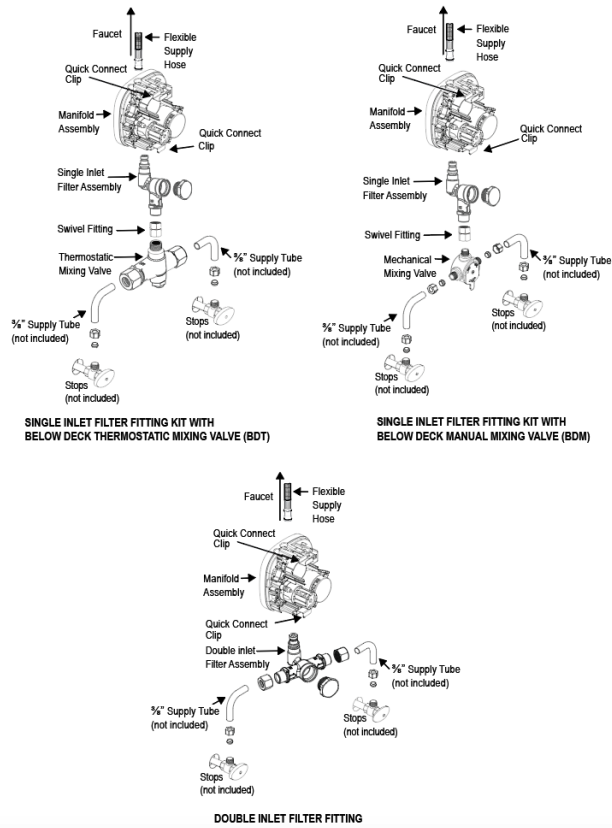 Faucet
Flexible
Supply
Hose
Quick Connect
Clip
Manifold
Assembly
Quick Connect
Clip
Single Inlet
Filter Assembly
Swivel Fitting
Thermostatic
Mixing Valve
⅜" Supply Tube
(not included)
⅜" Supply Tube
(not included)
Stops
(not included)
Stops
(not included)
SINGLE INLET FILTER FITTING KIT WITH
BELOW DECK THERMOSTATIC MIXING VALVE (BDT)
Faucet
Flexible
Supply
Hose
Quick Connect
Clip
Manifold
Assembly
Quick Connect
Clip
Single Inlet
Filter Assembly
Swivel Fitting
Mechanical
Mixing Valve
⅜" Supply Tube
(not included)
⅜" Supply Tube
(not included)
Stops
(not included)
Stops
(not included)
SINGLE INLET FILTER FITTING KIT WITH
BELOW DECK MANUAL MIXING VALVE (BDM)
Faucet
Flexible
Supply
Hose
Quick Connect
Clip
Manifold
Assembly
Quick Connect
Clip
Double inlet
Filter Assembly
⅜" Supply Tube
(not included)
⅜" Supply Tube
(not included)
Stops
(not included)
Stops
(not included)
DOUBLE INLET FILTER FITTING